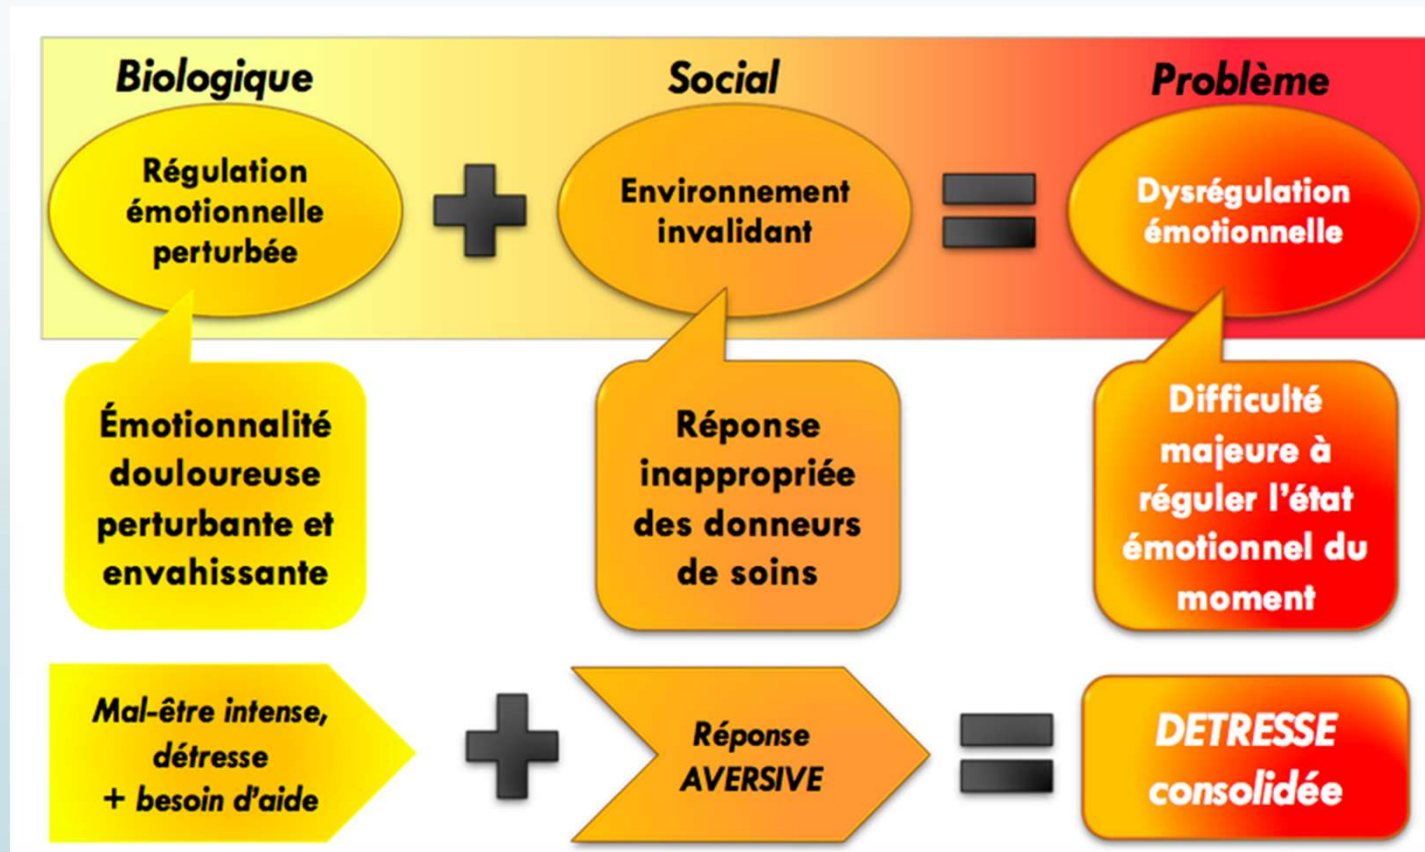 Biologique
Social
Problème
Régulation
émotionnelle
perturbée
Environnement
invalidant
Dysrégulation
émotionnelle
Émotionnalité
douloureuse
perturbante et
envahissante
Réponse
inappropriée
des donneurs
de soins
Difficulté
majeure à
réguler l’état
émotionnel du
moment
Mal-être intense,
détresse
+ besoin d’aide
Réponse
AVERSIVE
DETRESSE
consolidée